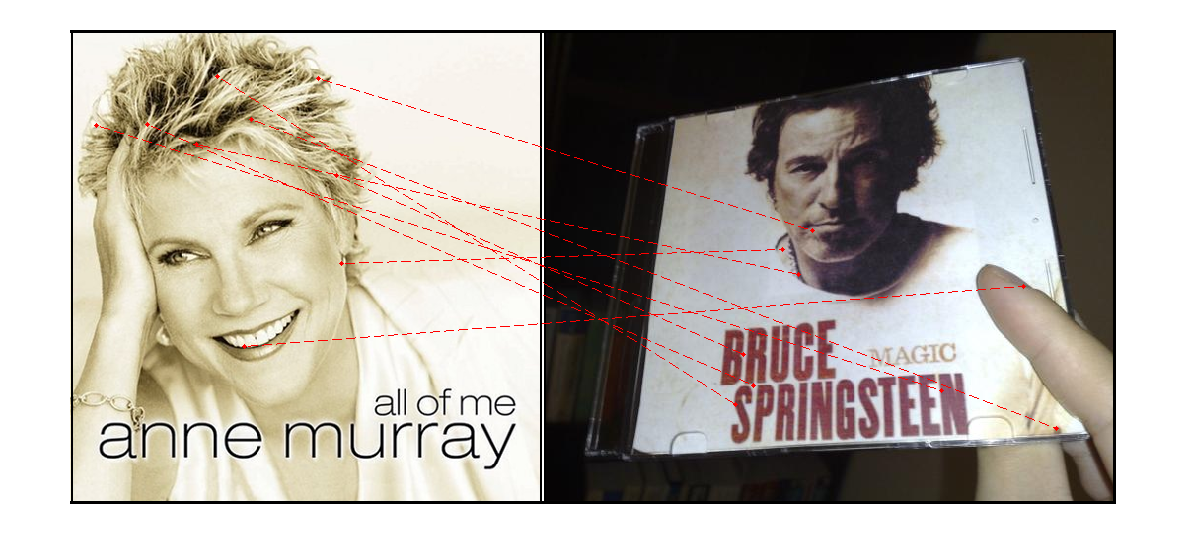 all of me
anne murray
BRUCE
MAGIC
SPRINGSTEEN